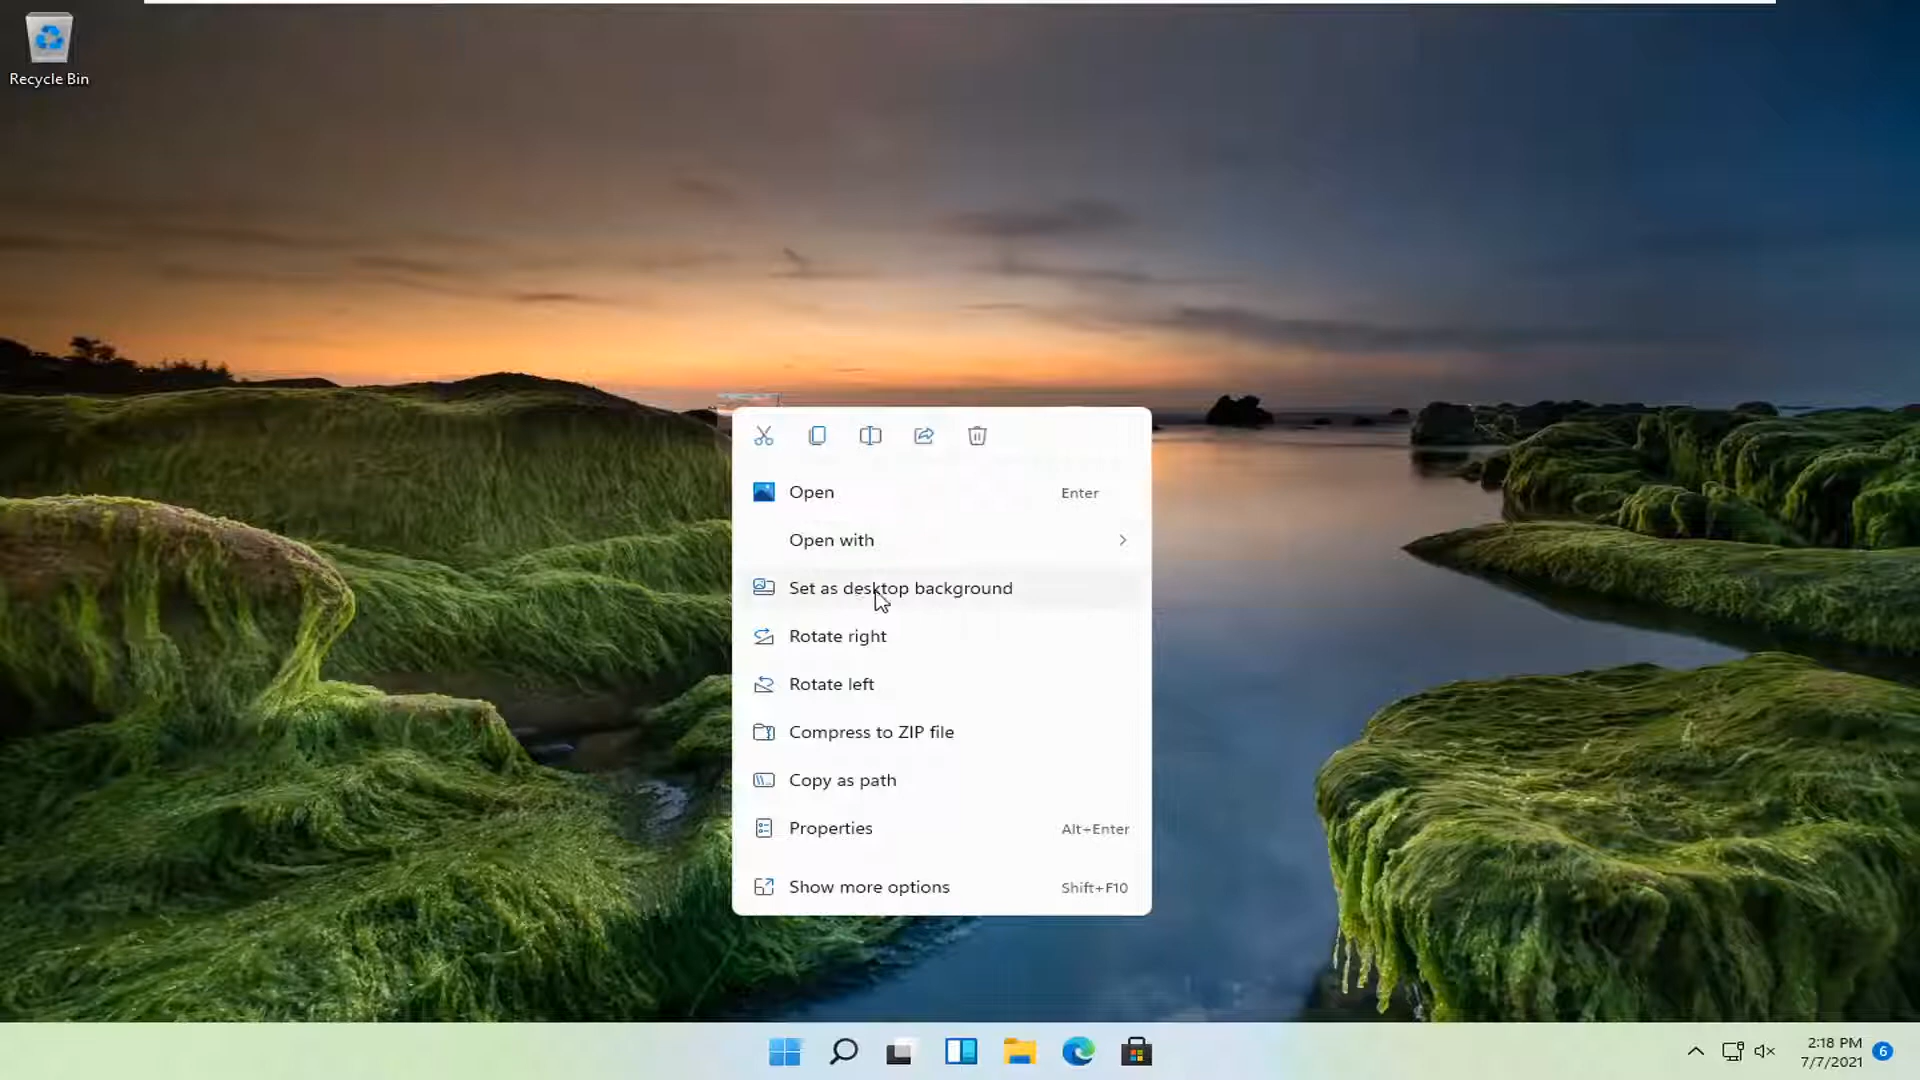 Recycle Bin
Open Enter
Open with
Set as desktop background
Rotate right
Rotate left
Compress to ZIP file
Copy as path
Properties Alt+Enter
Show more options Shift+F10
2:18 PM
7/7/2021
6